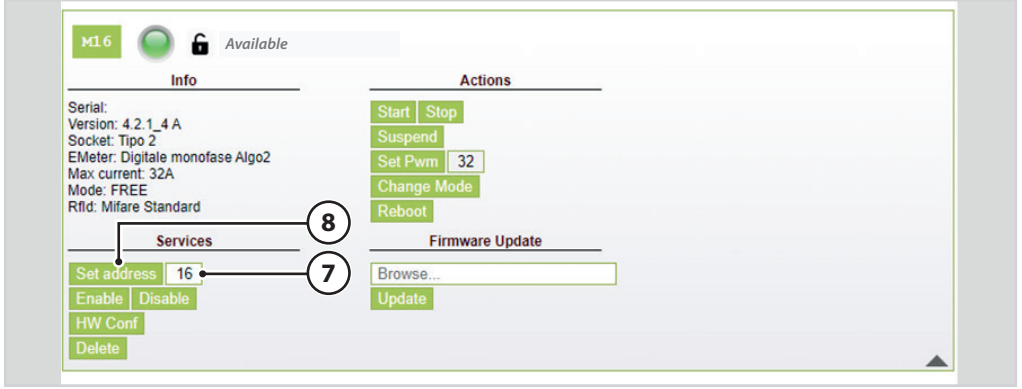 M16 Available
Info
Serial:
Version: 4.2.1_4 A
Socket: Tipo 2
EMeter: Digitale monofase Algo2
Max current: 32A
Mode: FREE
RfId: Mifare Standard
Actions
Start Stop
Suspend
Set Pwm 32
Change Mode
Reboot
8
Services
Set address 16
7
Enable Disable
HW Conf
Delete
Firmware Update
Browse...
Update